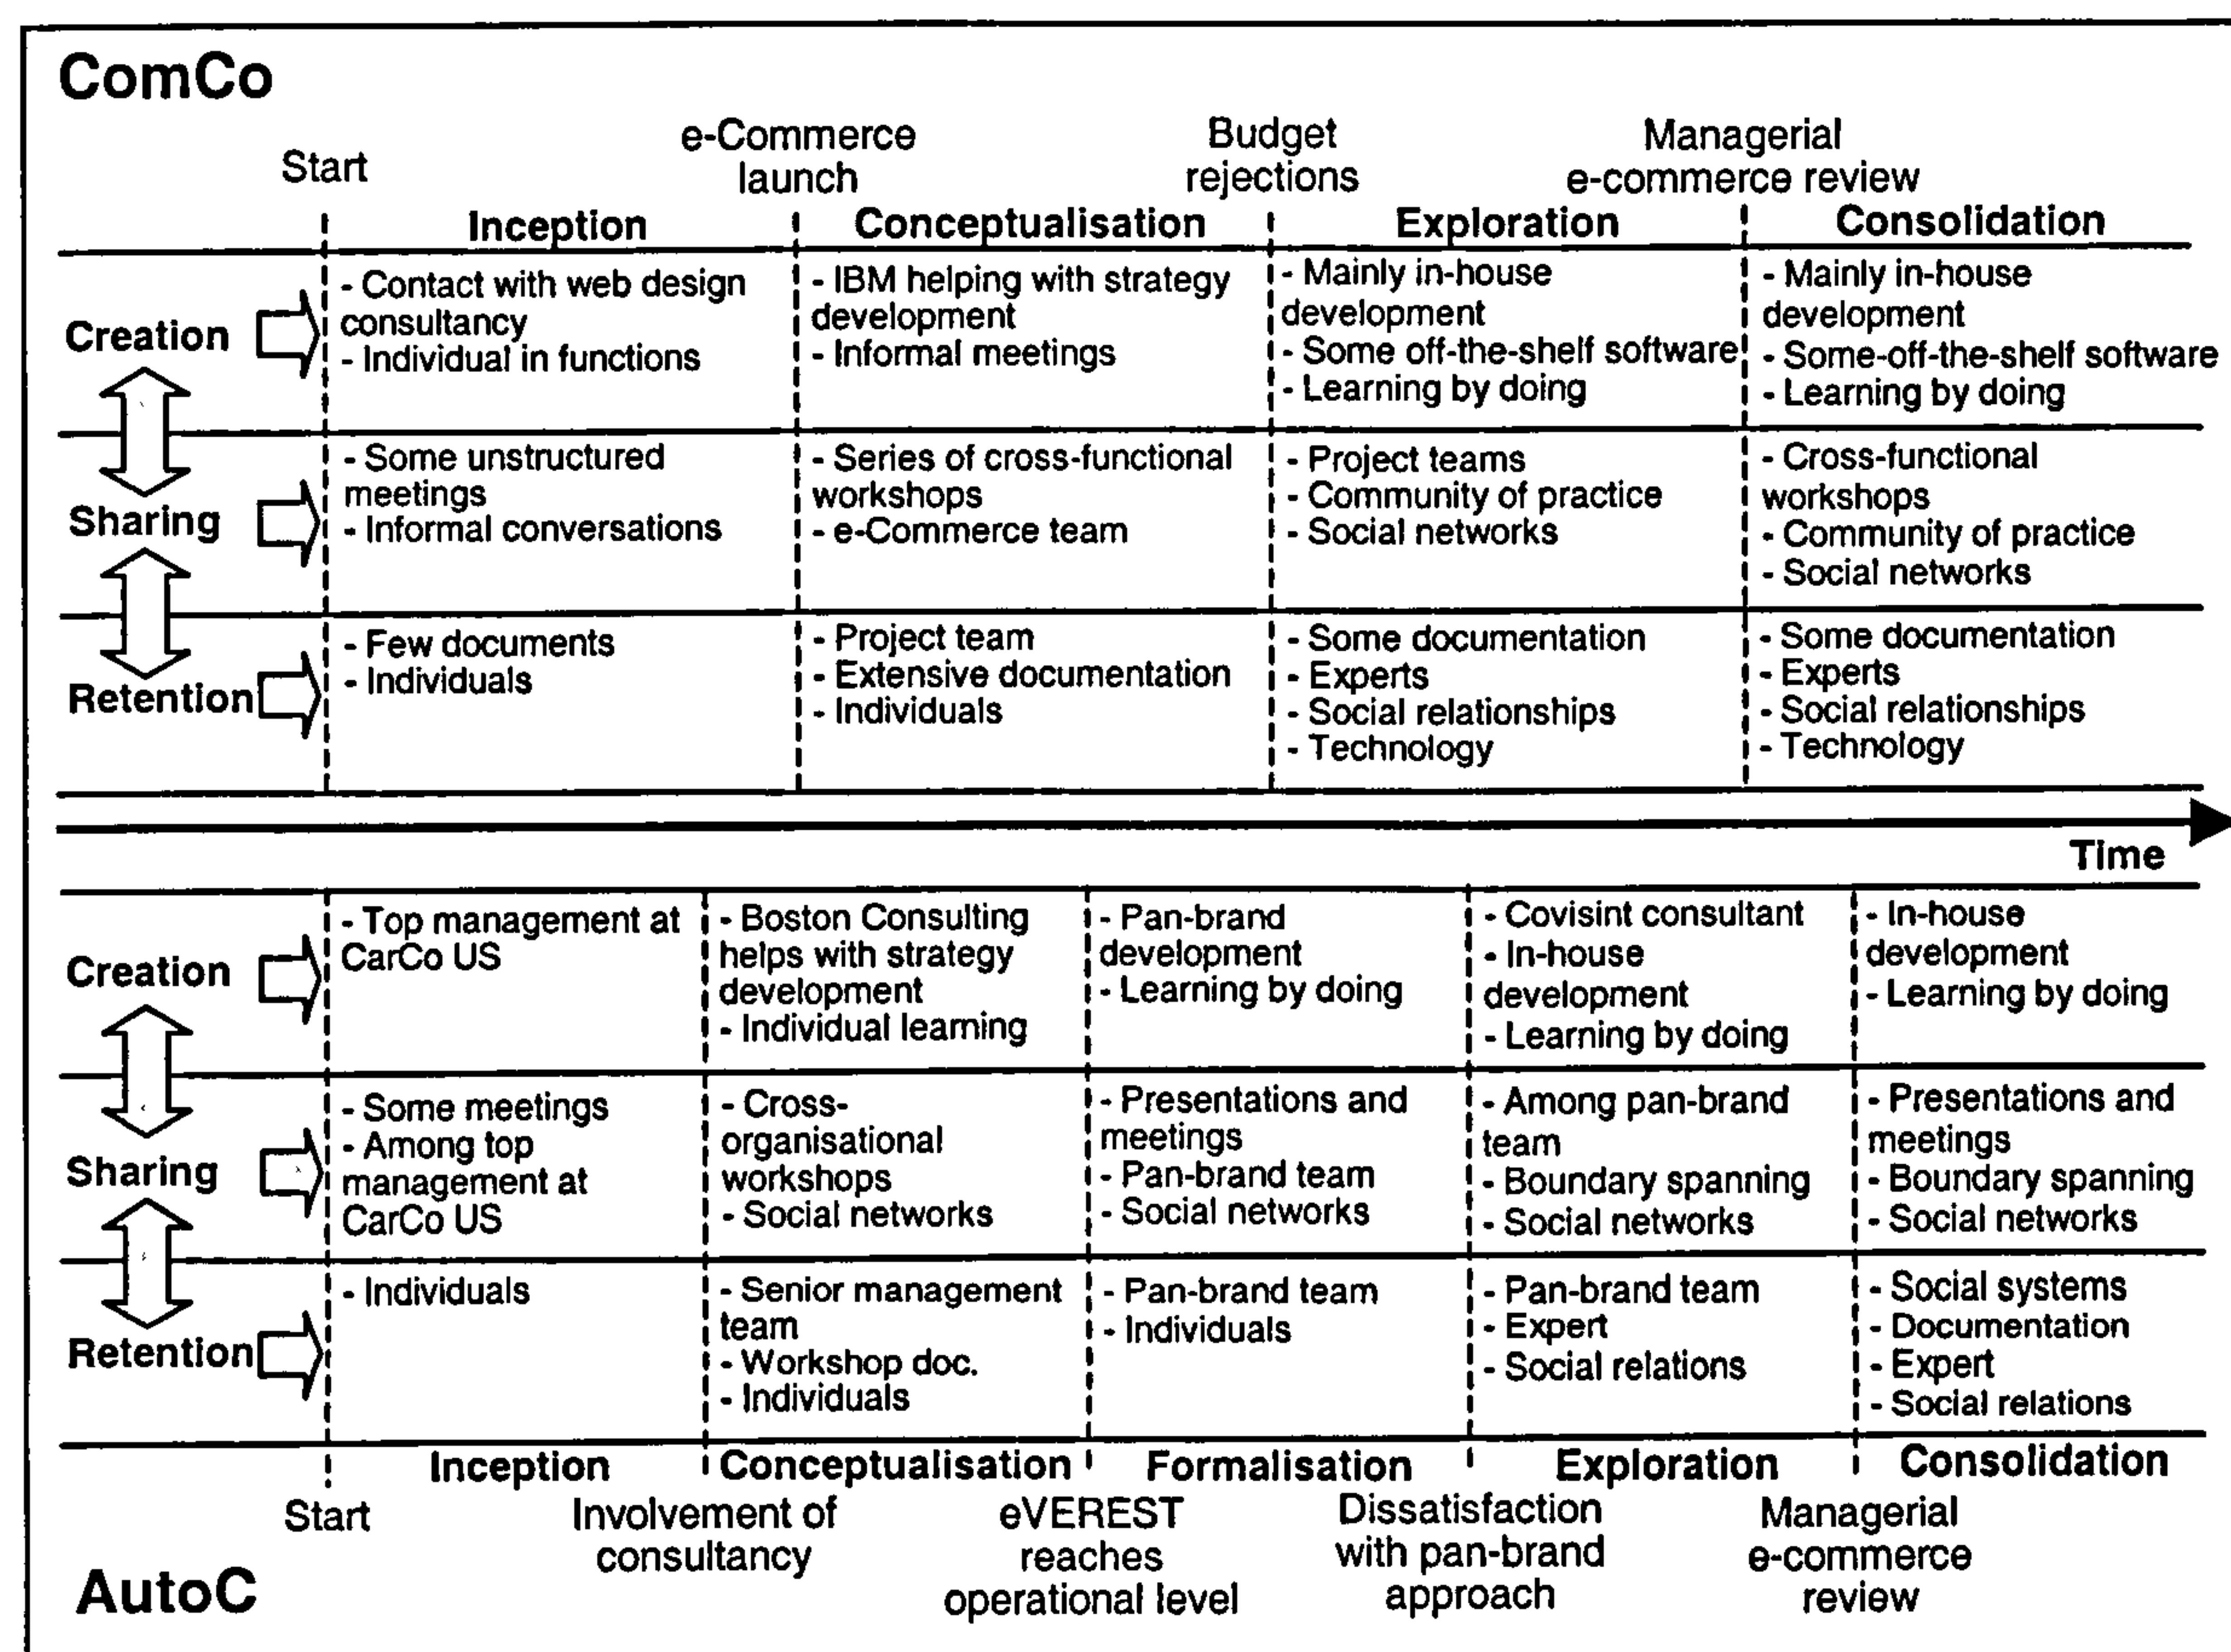 ComCo
Start
e-Commerce
launch
Budget
rejections
Managerial
e-commerce review
Inception
Conceptualisation
Exploration
Consolidation
Creation
- Contact with web design
consultancy
- Individual in functions
- IBM helping with strategy
development
- Informal meetings
- Mainly in-house
development
- Some off-the-shelf software
- Learning by doing
- Mainly in-house
development
- Some-off-the-shelf software
- Learning by doing
Sharing
- Some unstructured
meetings
- Informal conversations
- Series of cross-functional
workshops
- e-Commerce team
- Project teams
- Community of practice
- Social networks
- Cross-functional
workshops
- Community of practice
- Social networks
Retention
- Few documents
- Individuals
- Project team
- Extensive documentation
- Individuals
- Some documentation
- Experts
- Social relationships
- Technology
- Some documentation
- Experts
- Social relationships
- Technology
Time
Creation
- Top management at
CarCo US
- Boston Consulting
helps with strategy
development
- Individual learning
- Pan-brand
development
- Learning by doing
- Covisint consultant
- In-house
development
- Learning by doing
- In-house
development
- Learning by doing
Sharing
- Some meetings
- Among top
management at
CarCo US
- Cross-
organisational
workshops
- Social networks
- Presentations and
meetings
- Pan-brand team
- Social networks
- Among pan-brand
team
- Boundary spanning
- Social networks
- Presentations and
meetings
- Boundary spanning
- Social networks
Retention
- Individuals
- Senior management
team
- Workshop doc.
- Individuals
- Pan-brand team
- Individuals
- Pan-brand team
- Expert
- Social relations
- Social systems
- Documentation
- Expert
- Social relations
Inception
Conceptualisation
Formalisation
Exploration
Consolidation
Start
Involvement of
consultancy
eVEREST
reaches
operational level
Dissatisfaction
with pan-brand
approach
Managerial
e-commerce
review
AutoC